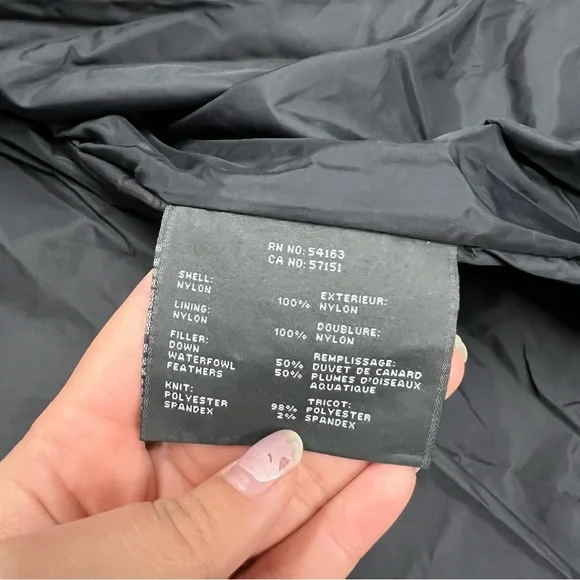 RN NO: 54163
CA NO: 57151
SHELL:
NYLON
100%
EXTERIEUR:
NYLON
LINING:
NYLON
100%
DOUBLURE:
NYLON
FILLER:
DOWN
WATERFOWL
FEATHERS
50%
50%
REMPLISSAGE:
DUVET DE CANARD
PLUMES D'OISEAUX
AQUATIQUE
KNIT:
POLYESTER
SPANDEX
98%
2%
TRICOT:
POLYESTER
SPANDEX